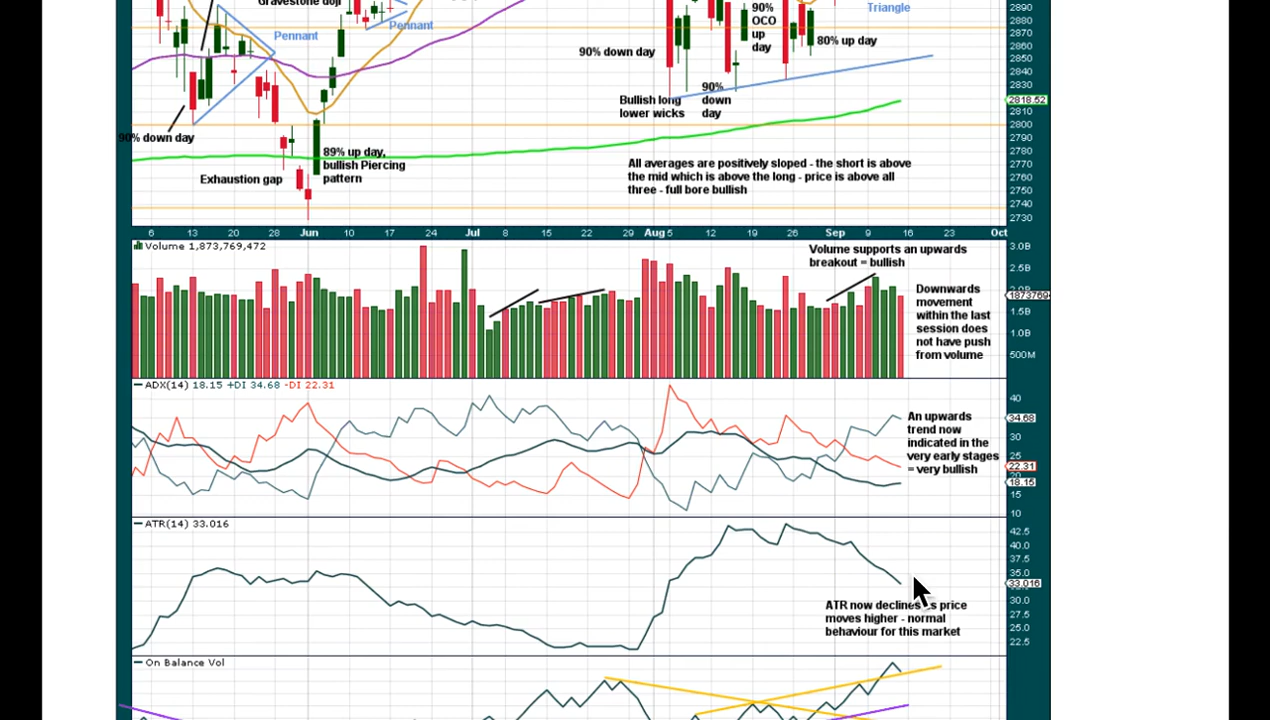 Gravestone doji
2890
2880
2870
2860
2850
2840
2830
2818.52
2800
2790
2780
2770
2760
2750
2740
2730
Pennant
Pennant
90% down day
Exhaustion gap
89% up day,
bullish Piercing
pattern
90% down day
Bullish long
lower wicks
90%
down
day
90%
OCO
up
day
80% up day
Triangle
All averages are positively sloped - the short is above
the mid which is above the long - price is above all
three - full bore bullish
6 13 20 28 Jun 10 17 24 Jul 8 15 22 29 Aug 5 12 19 26 Sep 9 16 23 Oct
Volume 1,873,769,472
Volume supports an upwards
breakout = bullish
Downwards
movement
within the last
session does
not have push
from volume
3.0B
2.5B
2.0B
1873769
1.5B
1.0B
500M
ADX(14) 18.15 +DI 34.68 -DI 22.31
An upwards
trend now
indicated in the
very early stages
= very bullish
40
34.68
30
25
22.31
20
18.15
15
10
ATR(14) 33.016
42.5
40.0
37.5
35.0
33.016
30.0
27.5
25.0
22.5
ATR now declines as price
moves higher - normal
behaviour for this market
On Balance Vol